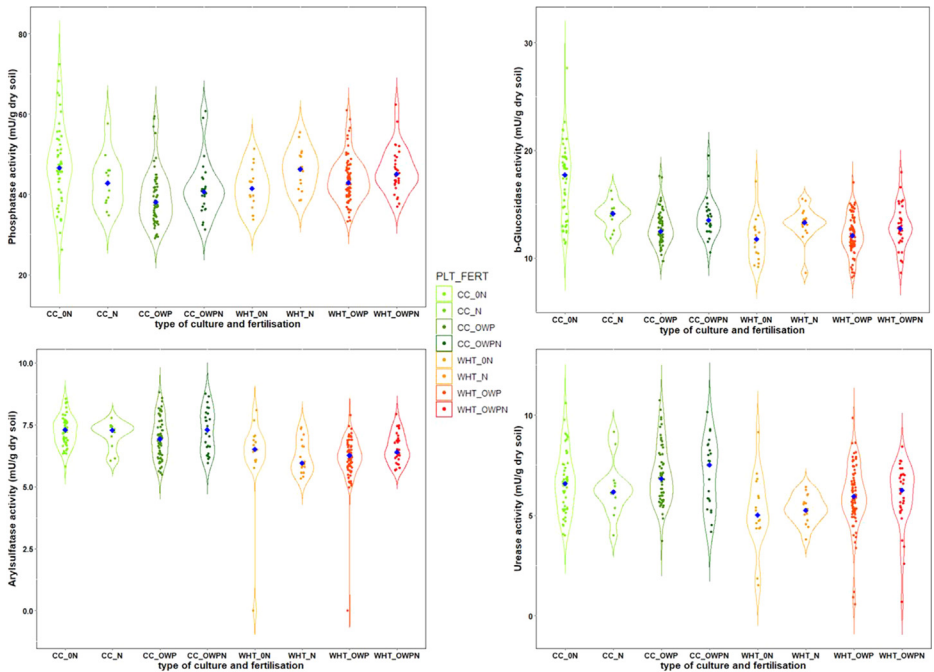 Phosphatase activity (mU/g dry soil)
80
60
40
20
CC_0N CC_N CC_OWP CC_OWPN WHT_0N WHT_N WHT_OWP WHT_OWPN
type of culture and fertilisation
b-Glucosidase activity (mU/g dry soil)
30
20
10
CC_0N CC_N CC_OWP CC_OWPN WHT_0N WHT_N WHT_OWP WHT_OWPN
type of culture and fertilisation
PLT_FERT
CC_0N
CC_N
CC_OWP
CC_OWPN
WHT_0N
WHT_N
WHT_OWP
WHT_OWPN
Arylsulfatase activity (mU/g dry soil)
10.0
7.5
5.0
2.5
0.0
CC_0N CC_N CC_OWP CC_OWPN WHT_0N WHT_N WHT_OWP WHT_OWPN
type of culture and fertilisation
Urease activity (mU/g dry soil)
10
5
0
CC_0N CC_N CC_OWP CC_OWPN WHT_0N WHT_N WHT_OWP WHT_OWPN
type of culture and fertilisation